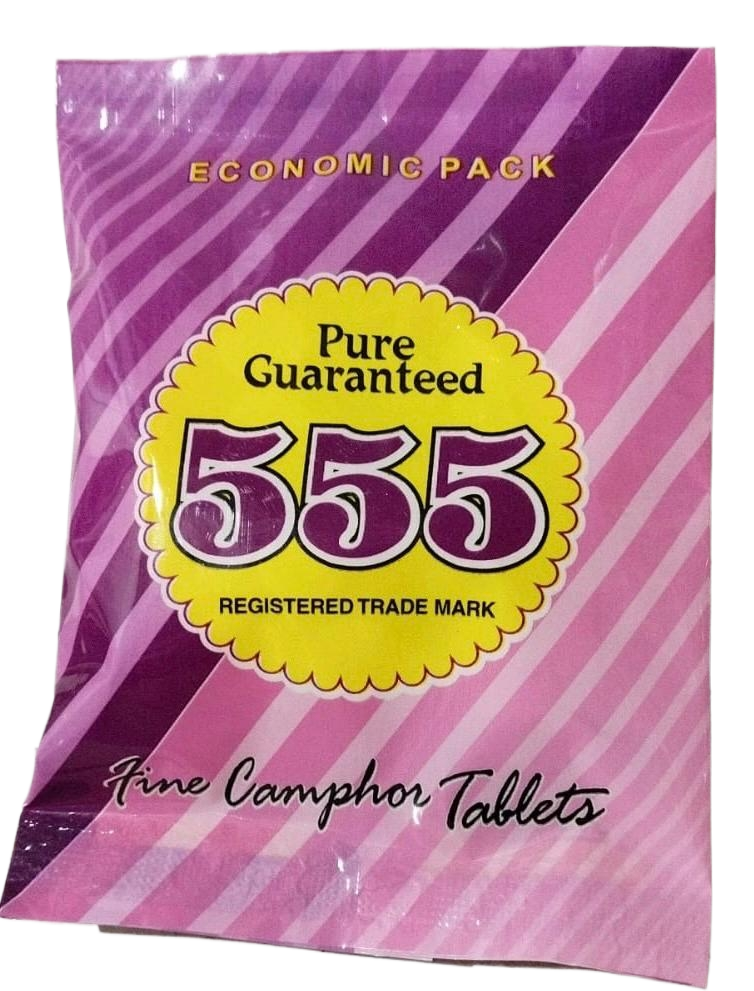 ECONOMIC PACK
Pure
Guaranteed
555
REGISTERED TRADE MARK
Fine Camphor Tablets